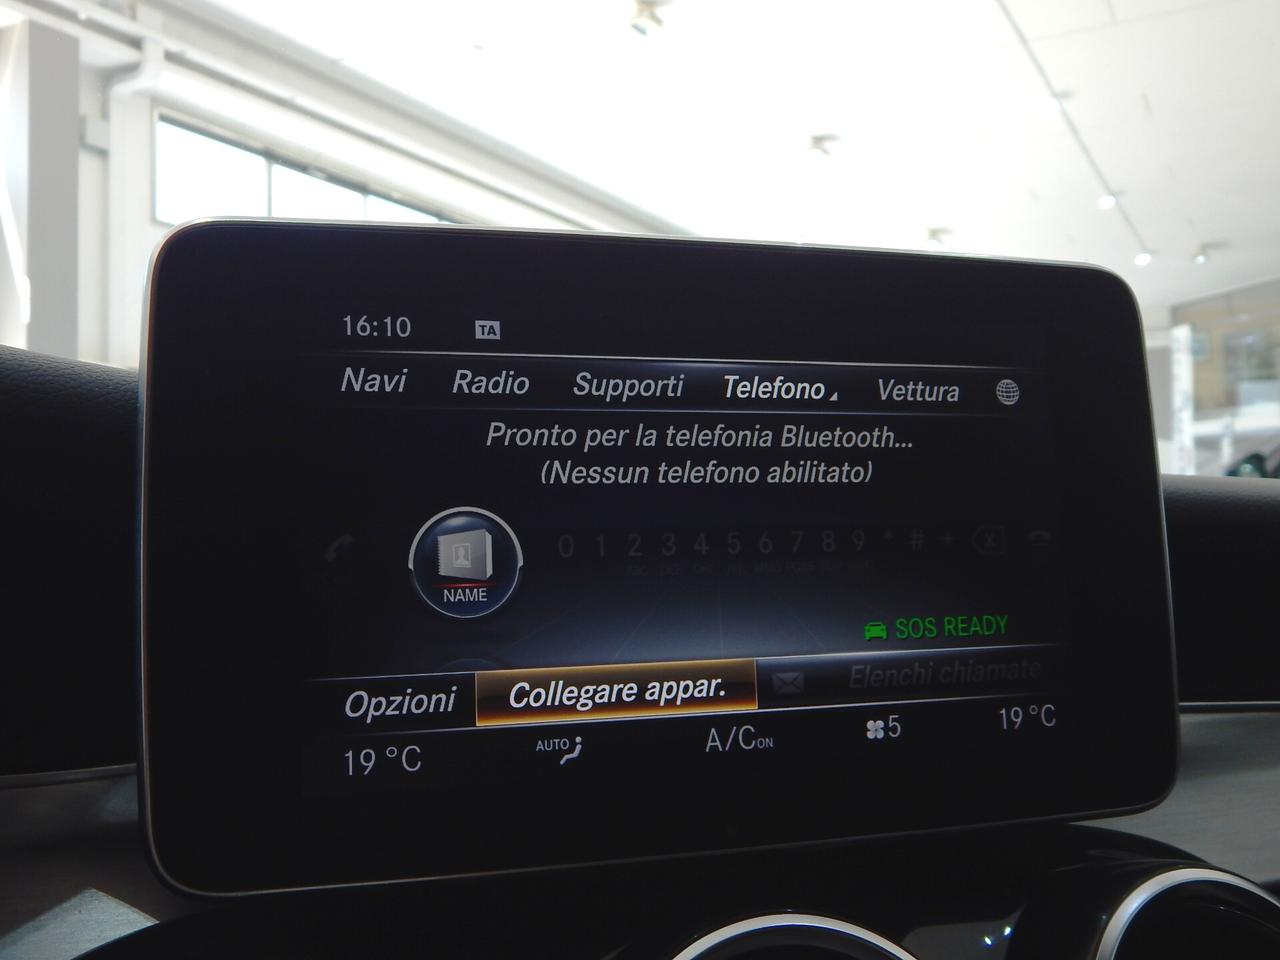 16:10 TA
Navi Radio Supporti Telefono Vettura
Pronto per la telefonia Bluetooth...
(Nessun telefono abilitato)
0 1 2 3 4 5 6 7 8 9 * # +
NAME
SOS READY
Opzioni Collegare appar. Elenchi chiamate
19 °C AUTO A/C ON 5 19 °C